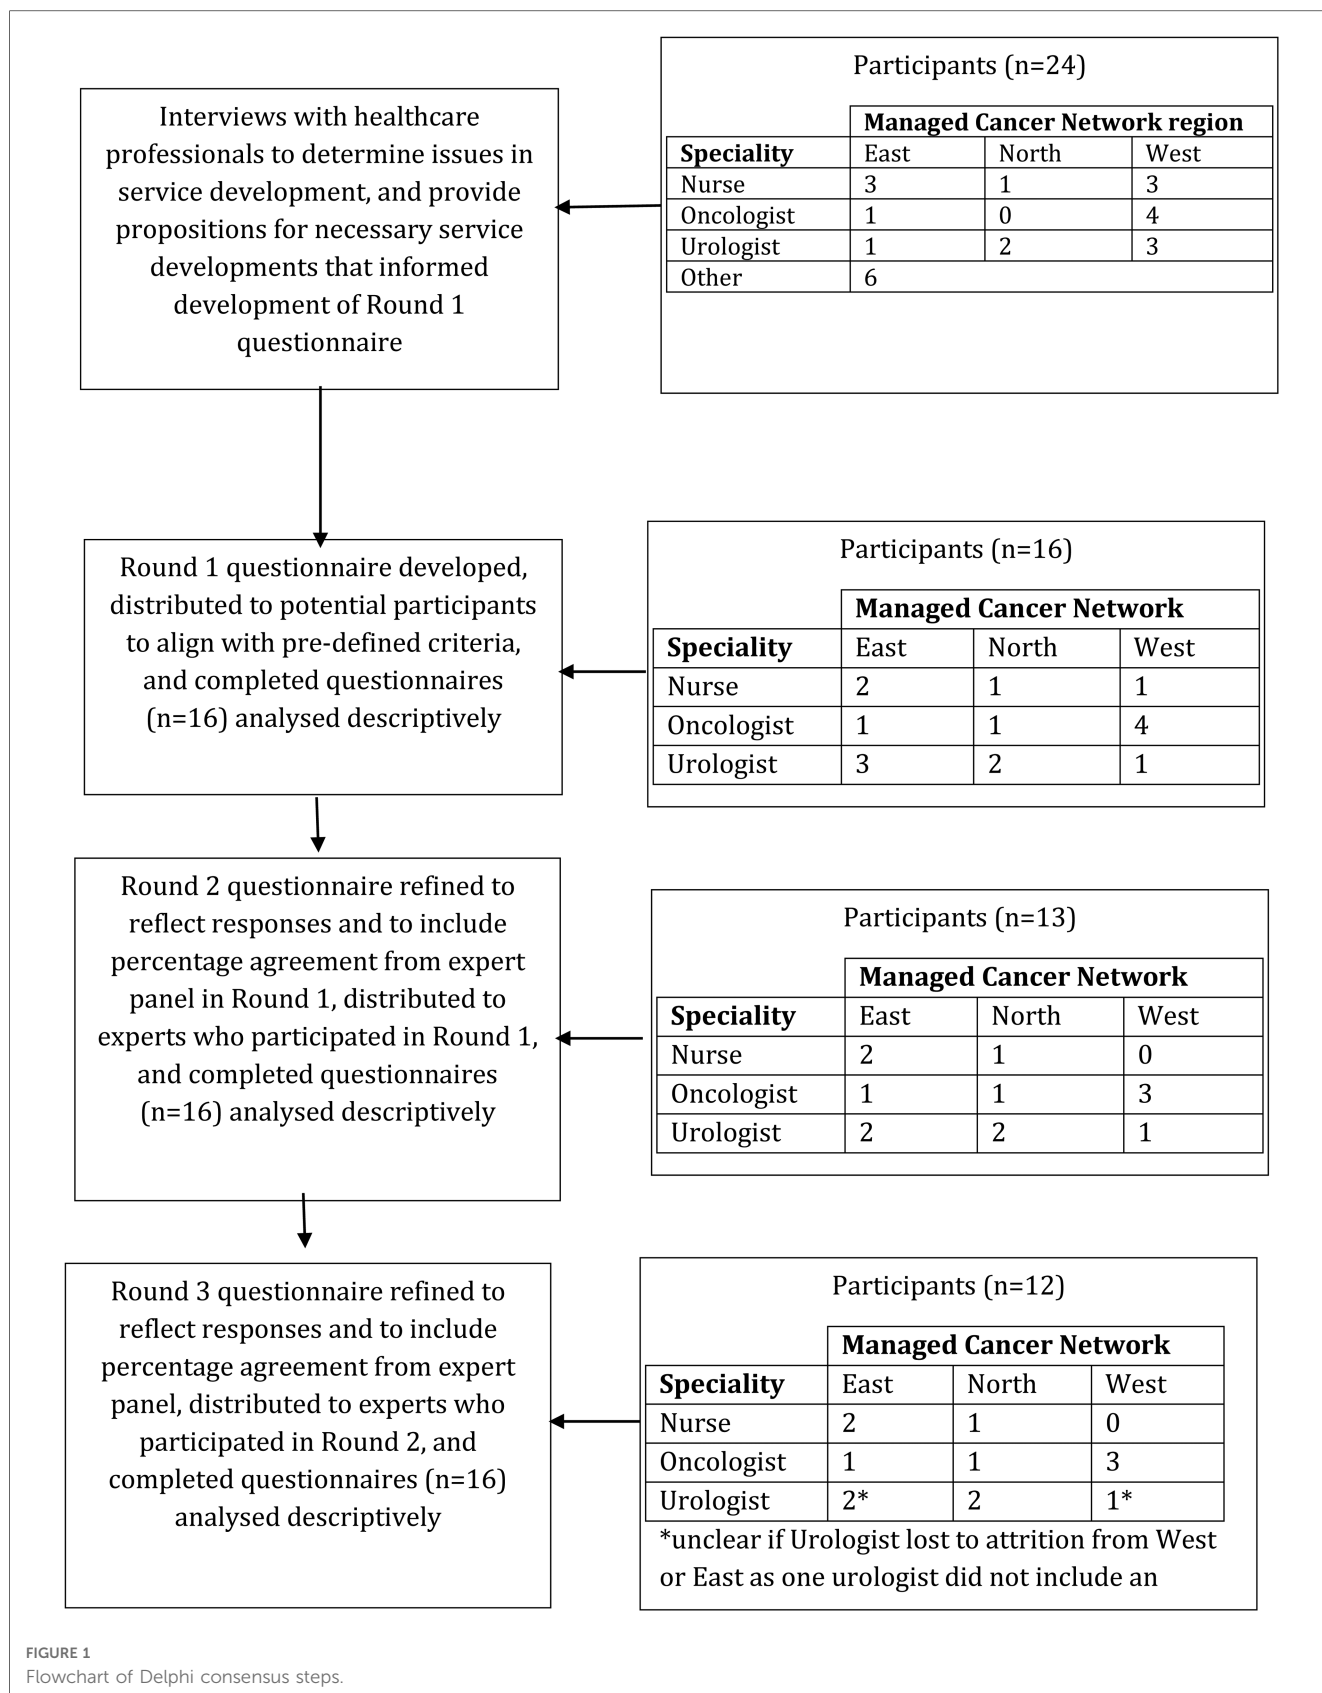 Interviews with healthcare
professionals to determine issues in
service development, and provide
propositions for necessary service
developments that informed
development of Round 1
questionnaire
Participants (n=24)
Managed Cancer Network region
Speciality East North West
Nurse 3 1 3
Oncologist 1 0 4
Urologist 1 2 3
Other 6
Round 1 questionnaire developed,
distributed to potential participants
to align with pre-defined criteria,
and completed questionnaires
(n=16) analysed descriptively
Participants (n=16)
Managed Cancer Network
Speciality East North West
Nurse 2 1 1
Oncologist 1 1 4
Urologist 3 2 1
Round 2 questionnaire refined to
reflect responses and to include
percentage agreement from expert
panel in Round 1, distributed to
experts who participated in Round 1,
and completed questionnaires
(n=16) analysed descriptively
Participants (n=13)
Managed Cancer Network
Speciality East North West
Nurse 2 1 0
Oncologist 1 1 3
Urologist 2 2 1
Round 3 questionnaire refined to
reflect responses and to include
percentage agreement from expert
panel, distributed to experts who
participated in Round 2, and
completed questionnaires (n=16)
analysed descriptively
Participants (n=12)
Managed Cancer Network
Speciality East North West
Nurse 2 1 0
Oncologist 1 1 3
Urologist 2* 2 1*
*unclear if Urologist lost to attrition from West
or East as one urologist did not include an
FIGURE 1
Flowchart of Delphi consensus steps.